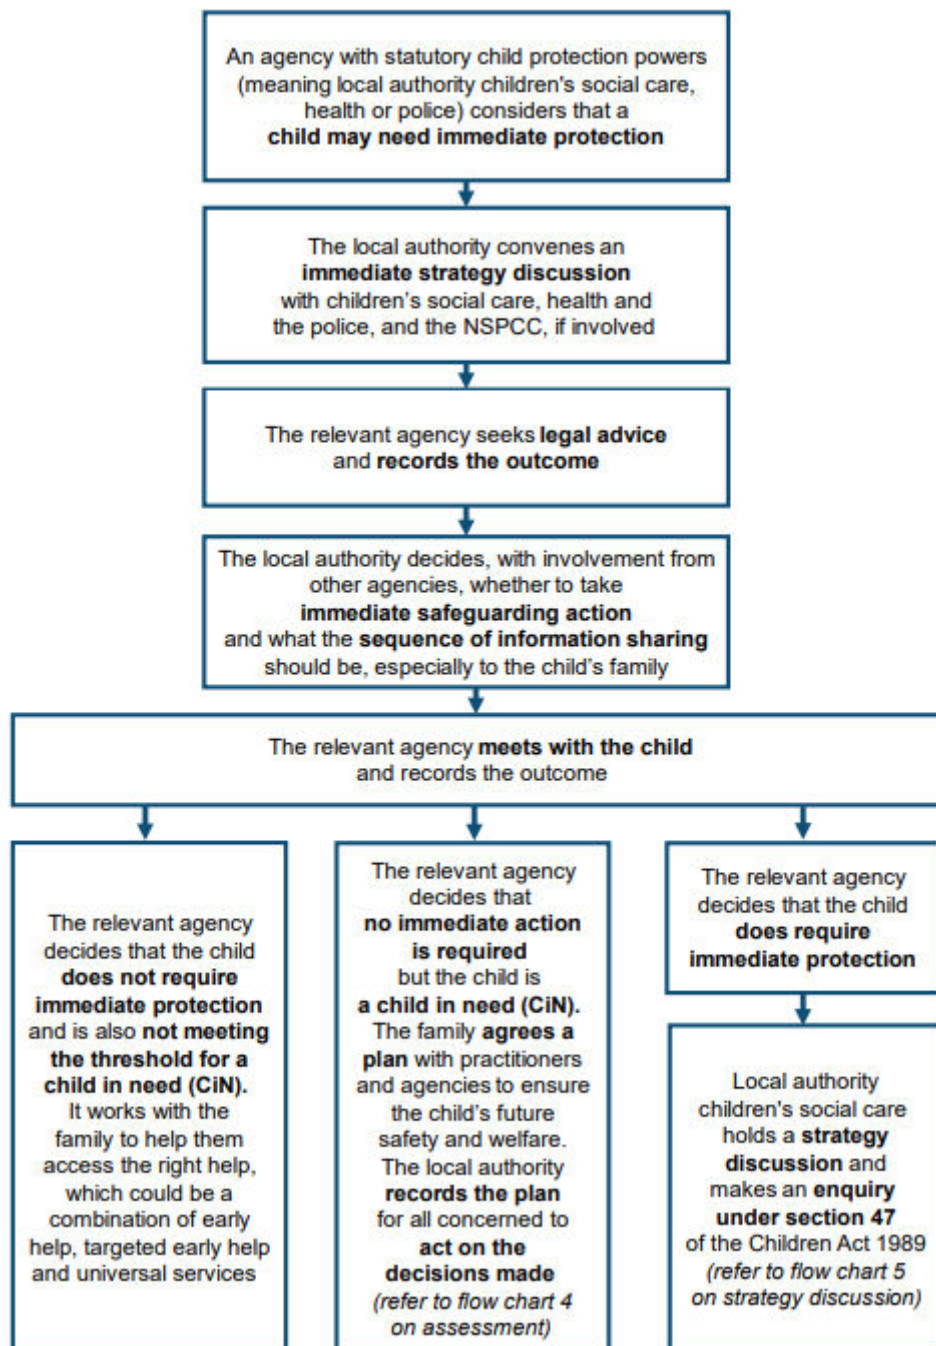 An agency with statutory child protection powers
(meaning local authority children's social care,
health or police) considers that a
child may need immediate protection
The local authority convenes an
immediate strategy discussion
with children’s social care, health and
the police, and the NSPCC, if involved
The relevant agency seeks legal advice
and records the outcome
The local authority decides, with involvement from
other agencies, whether to take
immediate safeguarding action
and what the sequence of information sharing
should be, especially to the child’s family
The relevant agency meets with the child
and records the outcome
The relevant agency
decides that the child
does not require
immediate protection
and is also not meeting
the threshold for a
child in need (CiN).
It works with the
family to help them
access the right help,
which could be a
combination of early
help, targeted early help
and universal services
The relevant agency
decides that
no immediate action
is required
but the child is
a child in need (CiN).
The family agrees a
plan with practitioners
and agencies to ensure
the child’s future
safety and welfare.
The local authority
records the plan
for all concerned to
act on the
decisions made
(refer to flow chart 4
on assessment)
The relevant agency
decides that the child
does require
immediate protection
Local authority
children's social care
holds a strategy
discussion and
makes an enquiry
under section 47
of the Children Act 1989
(refer to flow chart 5
on strategy discussion)